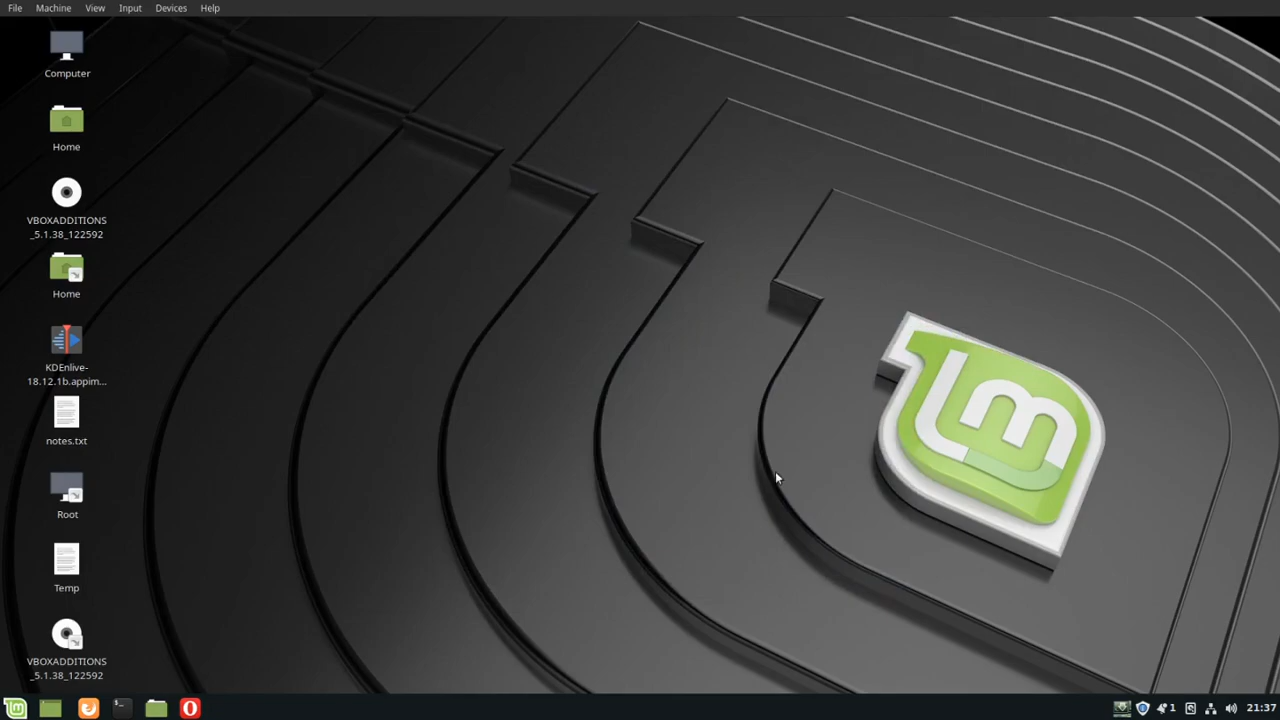 File Machine View Input Devices Help
Computer
Home
VBOXADDITIONS
_5.1.38_122592
Home
KDEnlive-
18.12.1b.appim...
notes.txt
Root
Temp
VBOXADDITIONS
_5.1.38_122592
lm
1 21:37